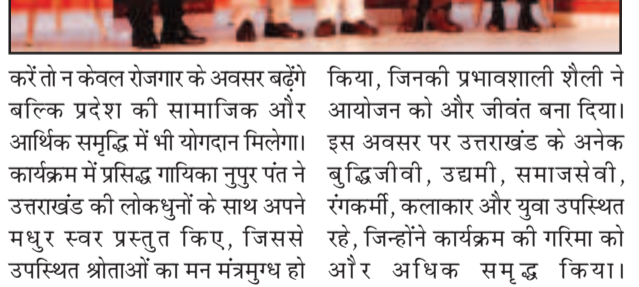 करें तो न केवल रोजगार के अवसर बढ़ेंगे
बल्कि प्रदेश की सामाजिक और
आर्थिक समृद्धि में भी योगदान मिलेगा।
कार्यक्रम में प्रसिद्ध गायिका नुपुर पंत ने
उत्तराखंड की लोकधुनों के साथ अपने
मधुर स्वर प्रस्तुत किए, जिससे
उपस्थित श्रोताओं का मन मंत्रमुग्ध हो
किया, जिनकी प्रभावशाली शैली ने
आयोजन को और जीवंत बना दिया।
इस अवसर पर उत्तराखंड के अनेक
बुद्धिजीवी, उद्यमी, समाजसेवी,
रंगकर्मी, कलाकार और युवा उपस्थित
रहे, जिन्होंने कार्यक्रम की गरिमा को
और अधिक समृद्ध किया।